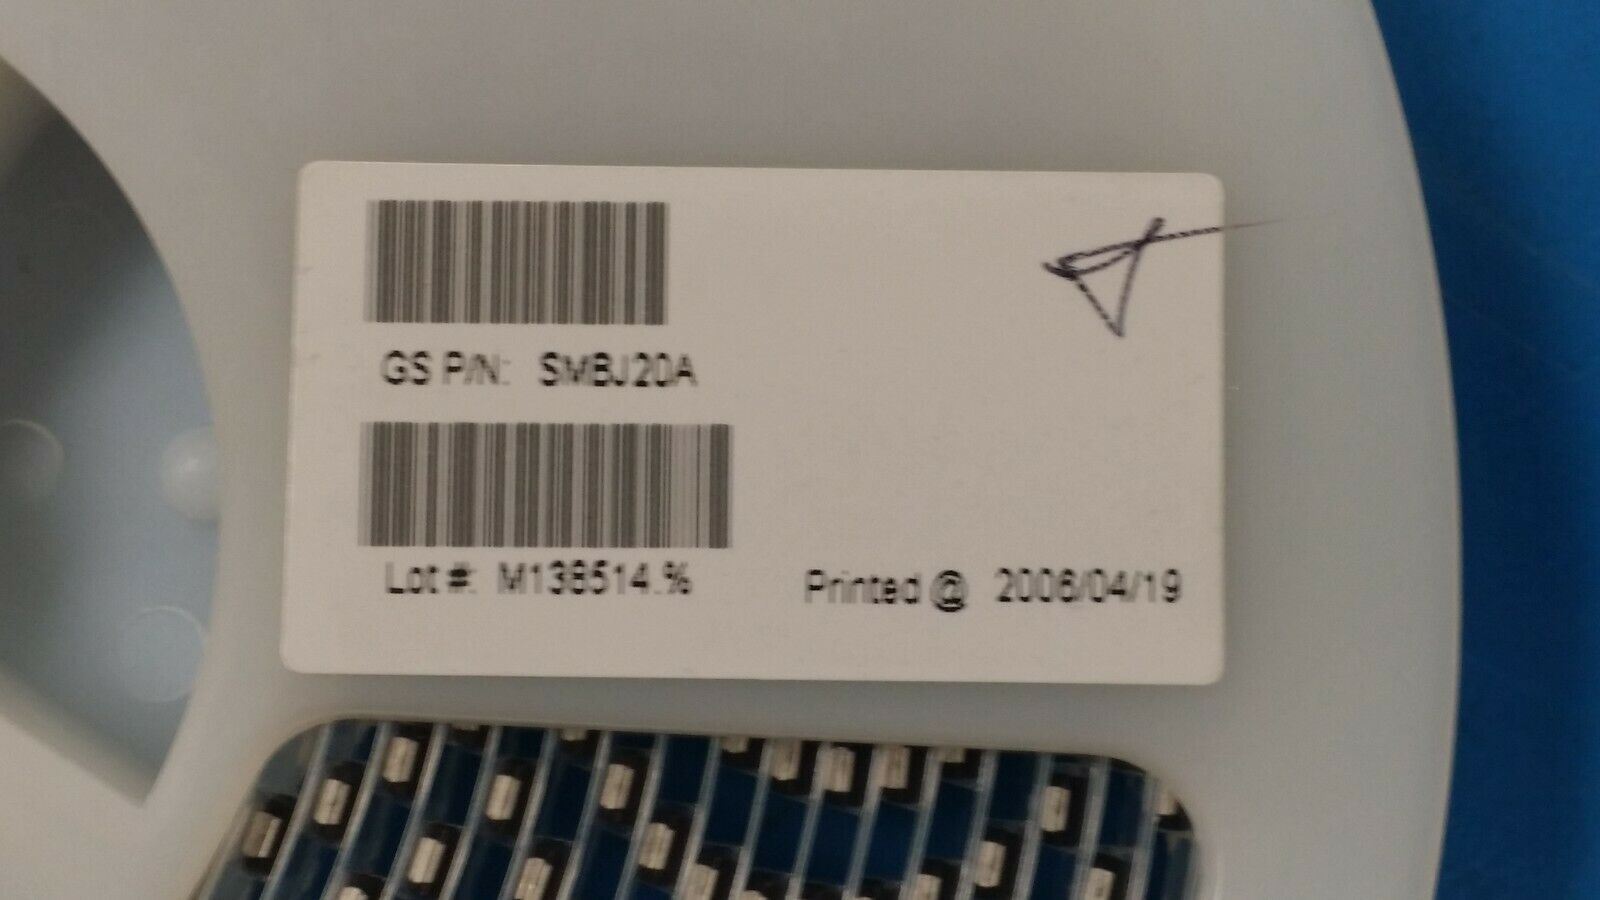 GS P/N: SMBJ20A
Lot #: M138514.%
Printed @ 2006/04/19